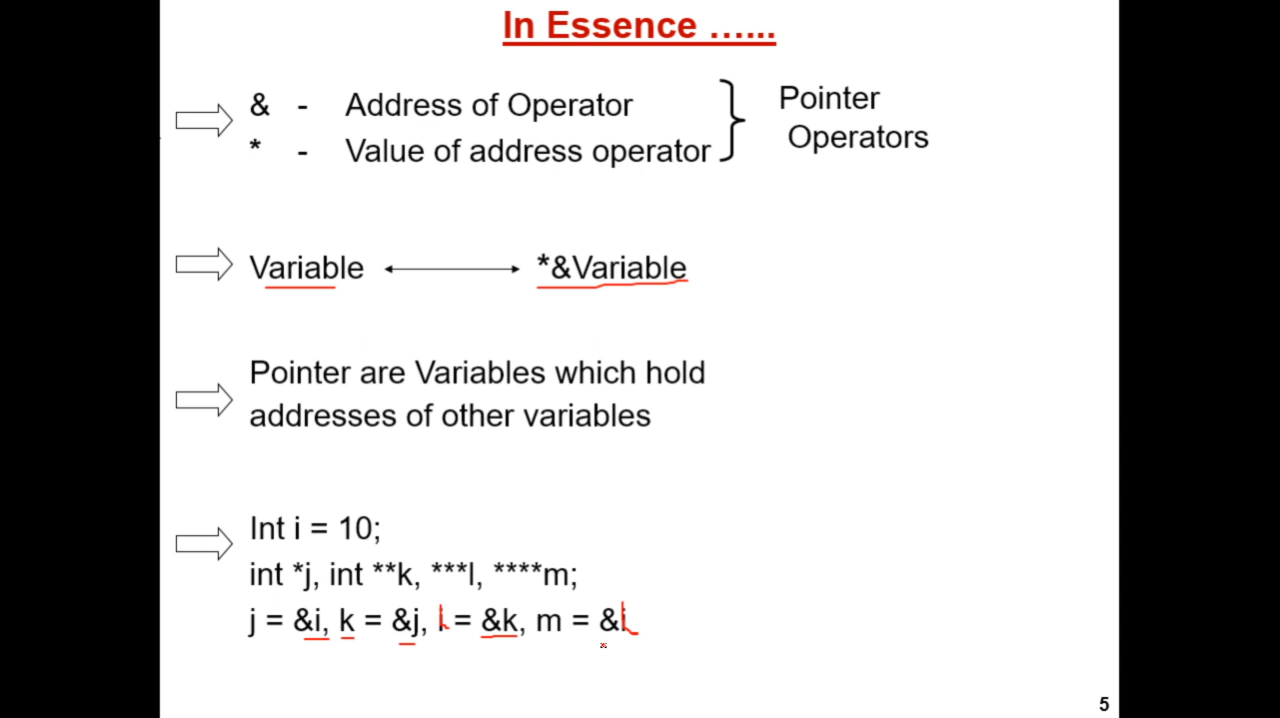 In Essence …...
& - Address of Operator
* - Value of address operator
Pointer
Operators
Variable *&Variable
Pointer are Variables which hold
addresses of other variables
Int i = 10;
int *j, int **k, ***l, ****m;
j = &i, k = &j, l = &k, m = &l
5